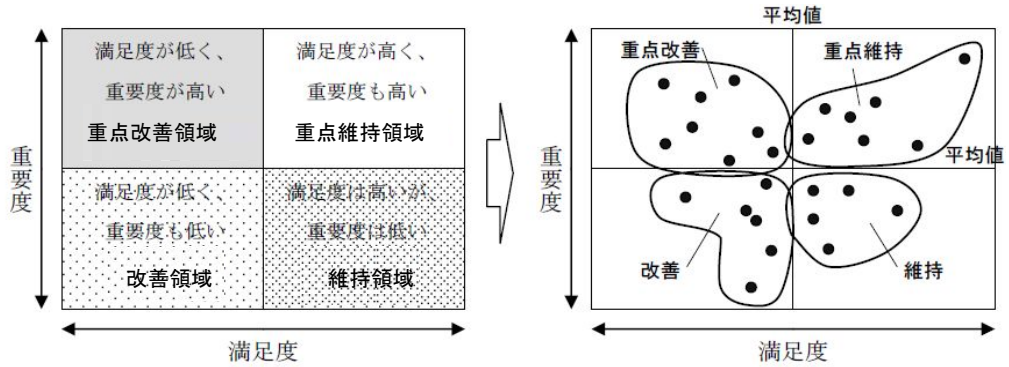 満足度が低く、
重要度が高い
重点改善領域
満足度が高く、
重要度も高い
重点維持領域
満足度が低く、
重要度も低い
改善領域
満足度は高いが、
重要度は低い
維持領域
重要度
満足度
平均値
重点改善
重点維持
平均値
改善
維持
重要度
満足度